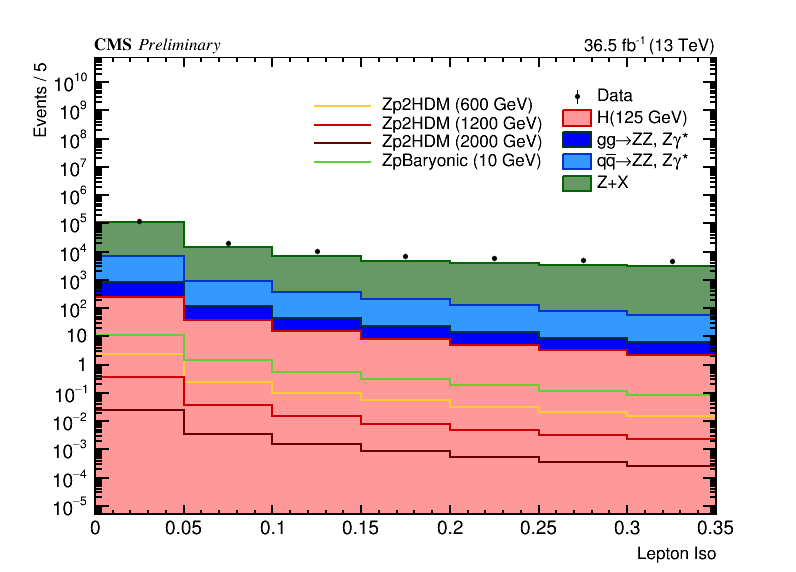 CMS Preliminary 36.5 fb⁻¹ (13 TeV)
Events / 5
Data
Zp2HDM (600 GeV)
H(125 GeV)
Zp2HDM (1200 GeV)
gg→ZZ, Zγ*
Zp2HDM (2000 GeV)
qq̅→ZZ, Zγ*
ZpBaryonic (10 GeV)
Z+X
10¹⁰
10⁹
10⁸
10⁷
10⁶
10⁵
10⁴
10³
10²
10
1
10⁻¹
10⁻²
10⁻³
10⁻⁴
10⁻⁵
0 0.05 0.1 0.15 0.2 0.25 0.3 0.35
Lepton Iso